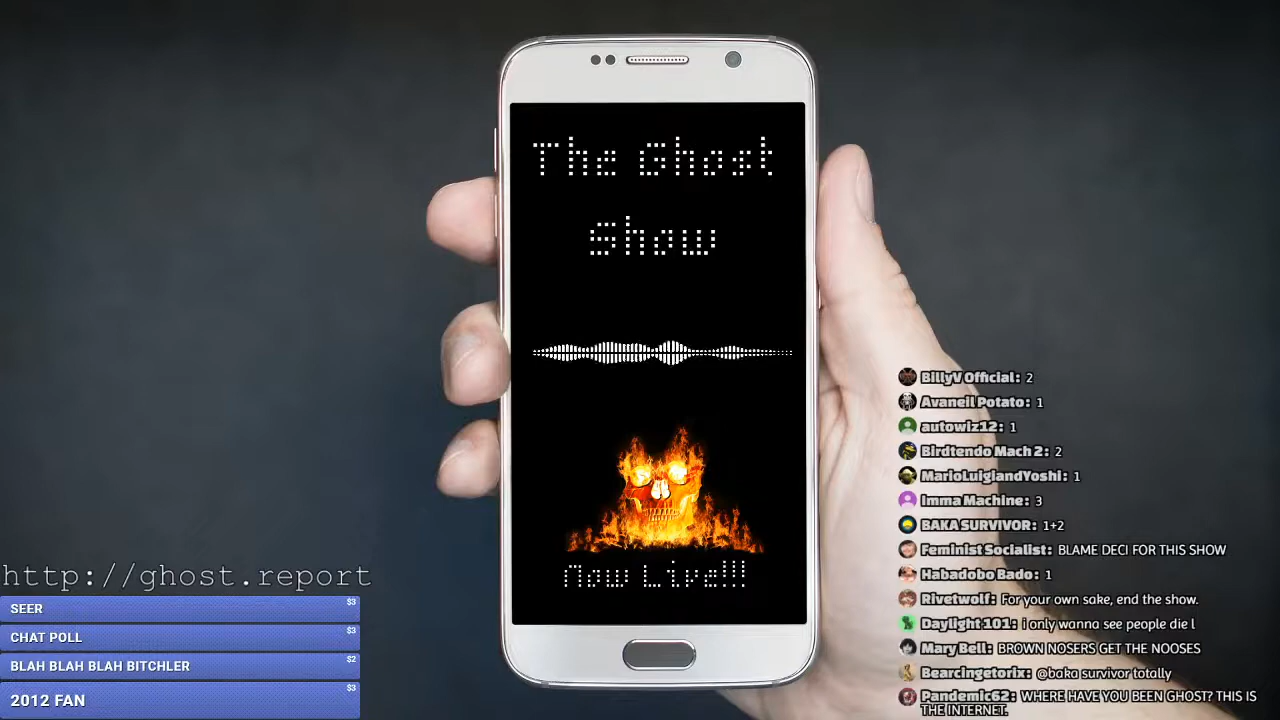 The Ghost
Show
Now Live!!!
http://ghost.report
SEER $3
CHAT POLL $3
BLAH BLAH BLAH BITCHLER $2
2012 FAN $3
BillyV Official: 2
Avaneil Potato: 1
autowiz12: 1
Birdtendo Mach 2: 2
MarioLuigiandYoshi: 1
Imma Machine: 3
BAKA SURVIVOR: 1+2
Feminist Socialist: BLAME DECI FOR THIS SHOW
Habadobo Bado: 1
Rivetwolf: For your own sake, end the show.
Daylight 101: i only wanna see people die l
Mary Bell: BROWN NOSERS GET THE NOOSES
Bearcingetorix: @baka survivor totally
Pandemic62: WHERE HAVE YOU BEEN GHOST? THIS IS
THE INTERNET.